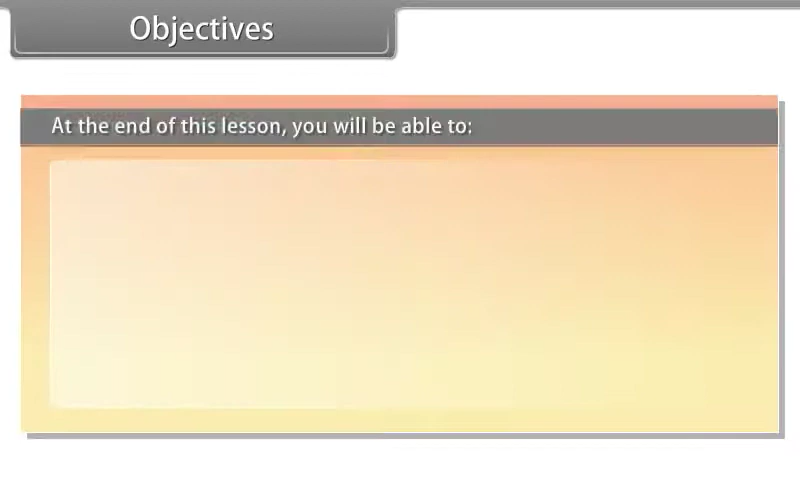 Objectives
At the end of this lesson, you will be able to: